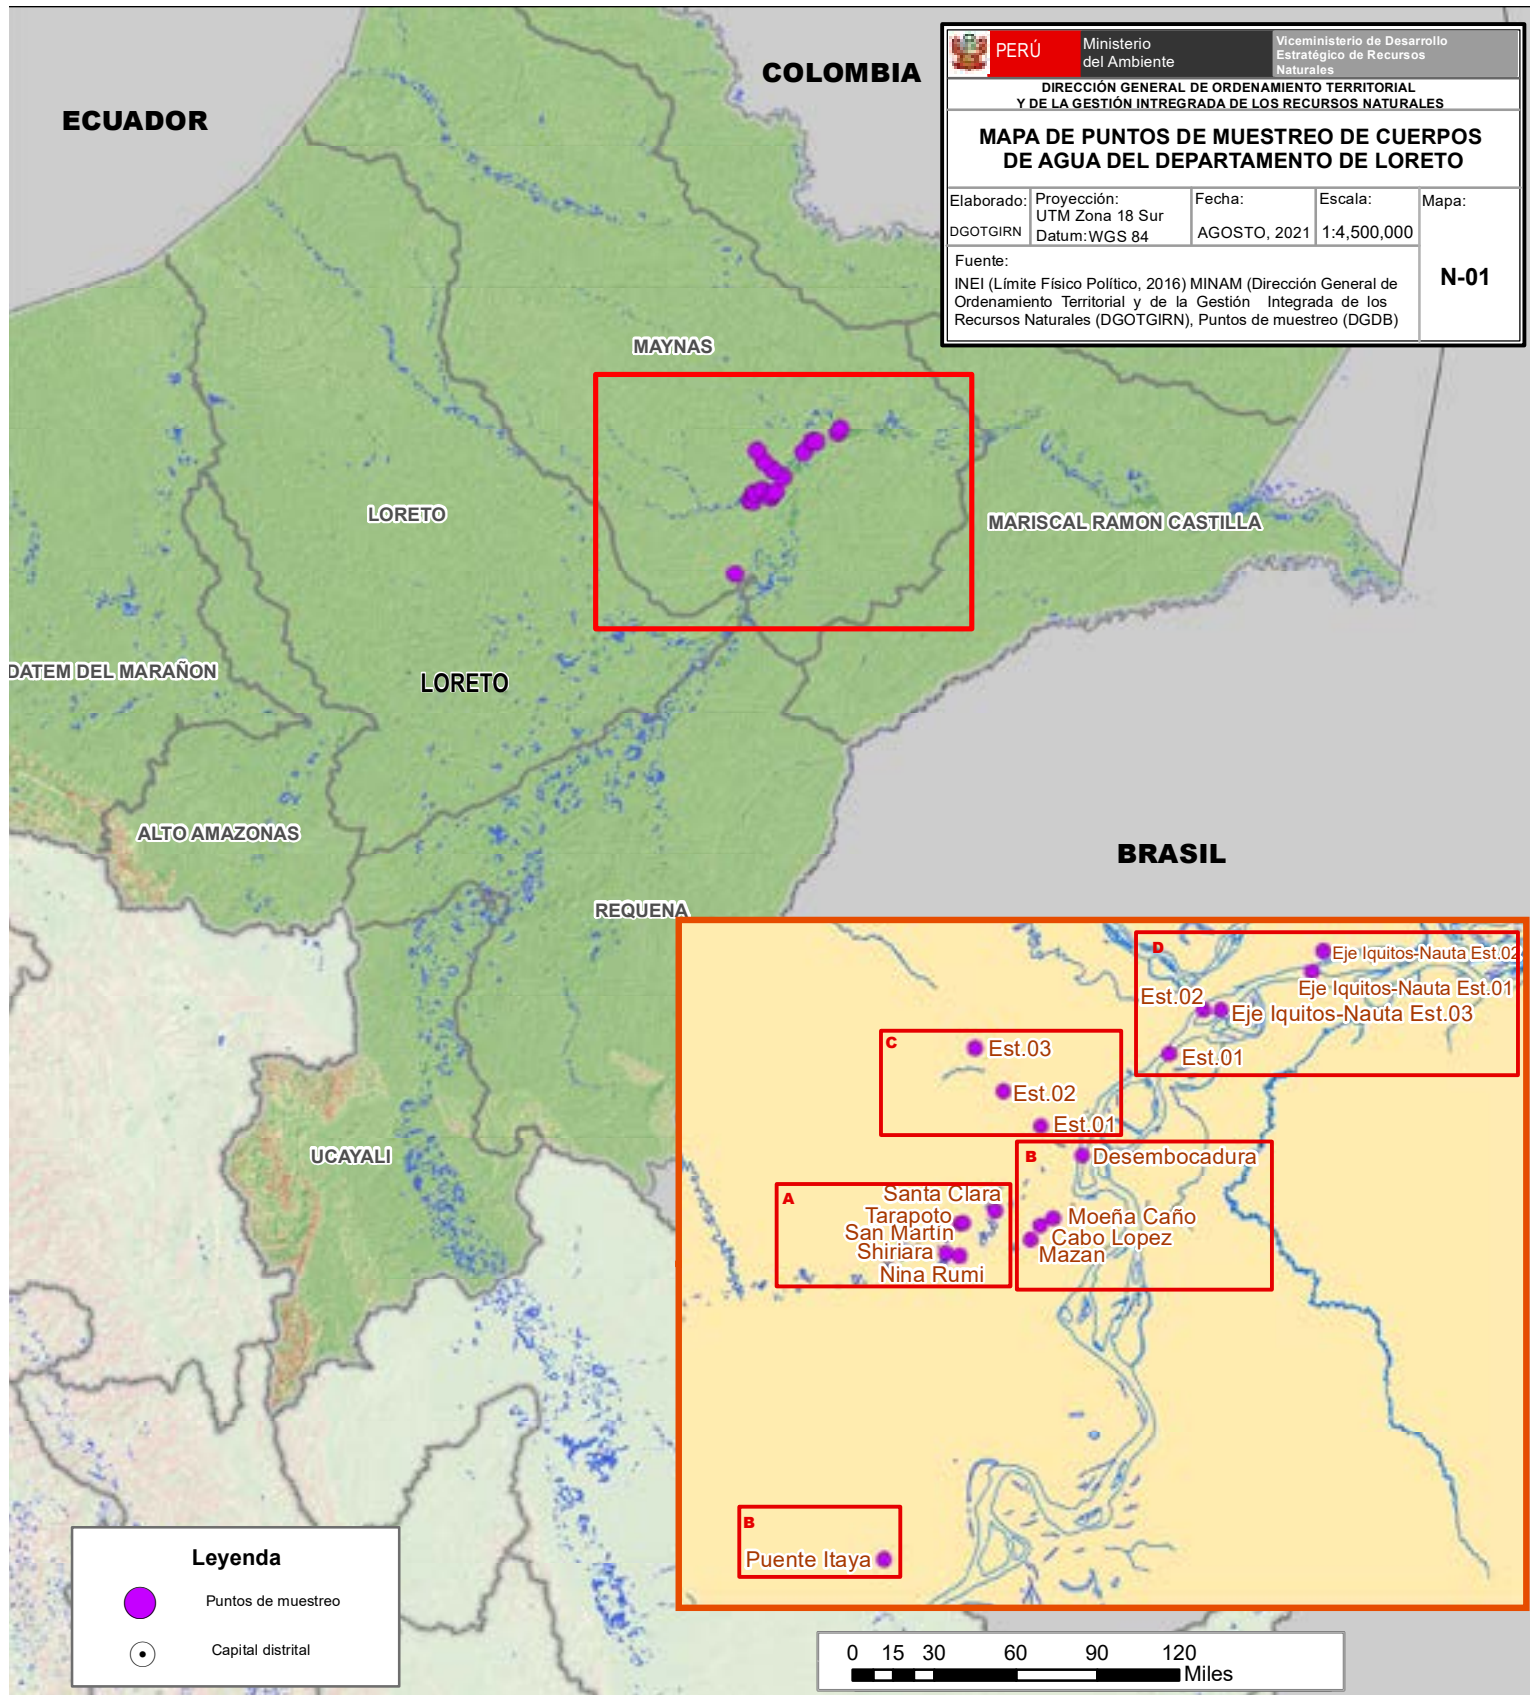 ECUADOR
COLOMBIA
PERÚ
Ministerio
del Ambiente
Viceministerio de Desarrollo
Estratégico de Recursos
Naturales
DIRECCIÓN GENERAL DE ORDENAMIENTO TERRITORIAL
Y DE LA GESTIÓN INTREGRADA DE LOS RECURSOS NATURALES
MAPA DE PUNTOS DE MUESTREO DE CUERPOS
DE AGUA DEL DEPARTAMENTO DE LORETO
Elaborado:
DGOTGIRN
Proyección:
UTM Zona 18 Sur
Datum: WGS 84
Fecha:
AGOSTO, 2021
Escala:
1:4,500,000
Mapa:
N-01
Fuente:
INEI (Límite Físico Político, 2016) MINAM (Dirección General de
Ordenamiento Territorial y de la Gestión Integrada de los
Recursos Naturales (DGOTGIRN), Puntos de muestreo (DGDB)
MAYNAS
LORETO
MARISCAL RAMON CASTILLA
DATEM DEL MARAÑON
LORETO
ALTO AMAZONAS
BRASIL
REQUENA
UCAYALI
D
Eje Iquitos-Nauta Est.02
Eje Iquitos-Nauta Est.01
Est.02
Eje Iquitos-Nauta Est.03
Est.01
C
Est.03
Est.02
Est.01
B
Desembocadura
Moeña Caño
Cabo Lopez
Mazan
A
Santa Clara
Tarapoto
San Martín
Shiriara
Nina Rumi
B
Puente Itaya
Leyenda
Puntos de muestreo
Capital distrital
0 15 30 60 90 120
Miles